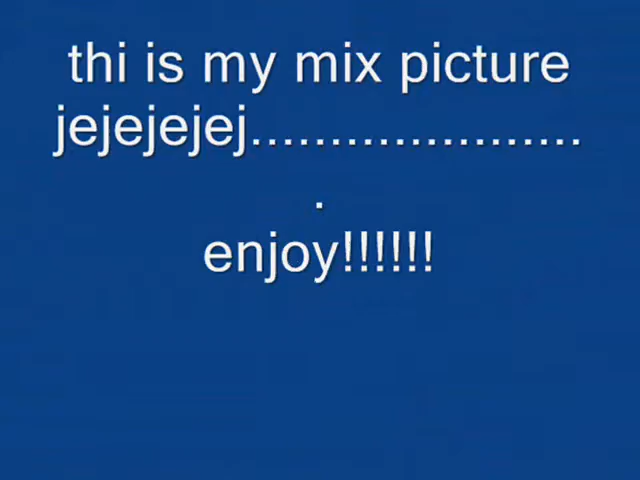 thi is my mix picture
jejejejej.....................
.
enjoy!!!!!!